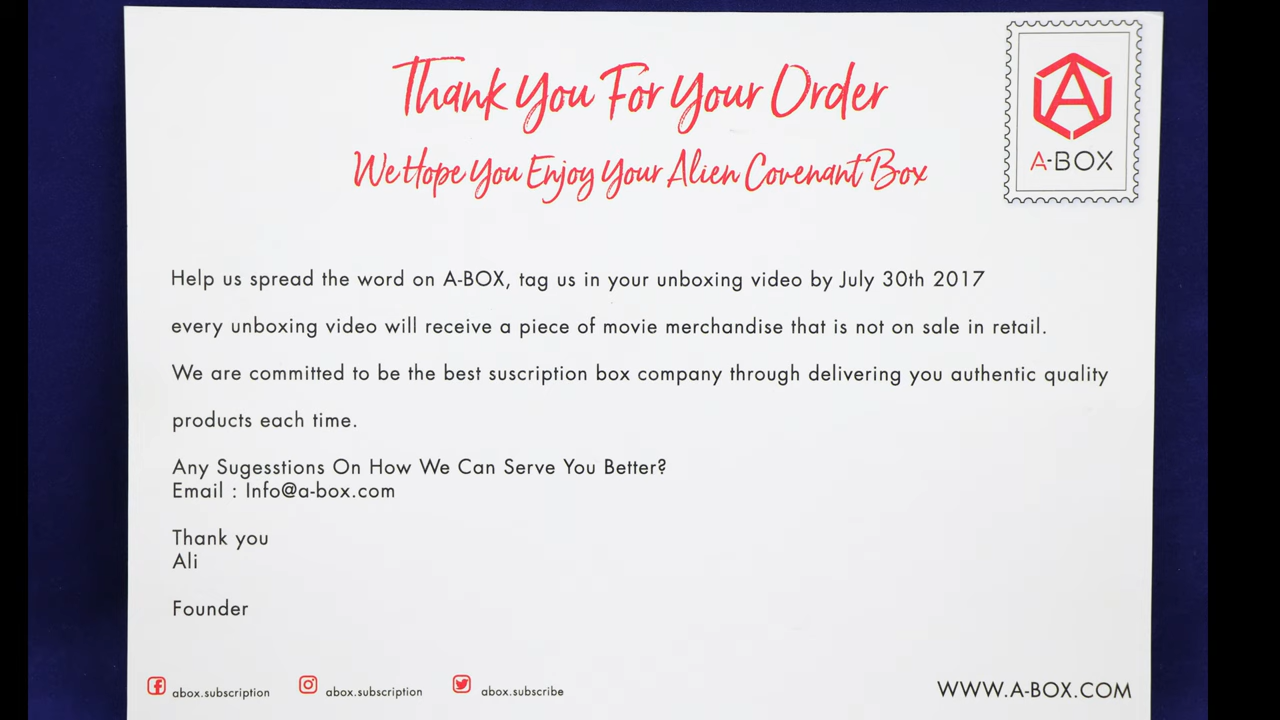 Thank You For Your Order
We Hope You Enjoy Your Alien Covenant Box
A-BOX
Help us spread the word on A-BOX, tag us in your unboxing video by July 30th 2017
every unboxing video will receive a piece of movie merchandise that is not on sale in retail.
We are committed to be the best suscription box company through delivering you authentic quality
products each time.
Any Sugesstions On How We Can Serve You Better?
Email : Info@a-box.com
Thank you
Ali
Founder
abox.subscription abox.subscription abox.subscribe WWW.A-BOX.COM